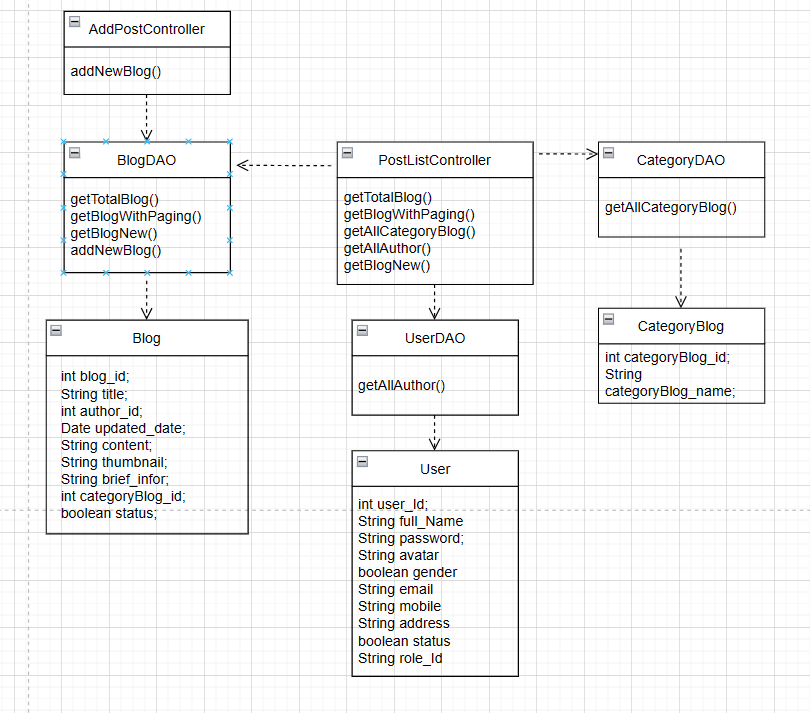 AddPostController
addNewBlog()
BlogDAO
getTotalBlog()
getBlogWithPaging()
getBlogNew()
addNewBlog()
PostListController
getTotalBlog()
getBlogWithPaging()
getAllCategoryBlog()
getAllAuthor()
getBlogNew()
CategoryDAO
getAllCategoryBlog()
Blog
int blog_id;
String title;
int author_id;
Date updated_date;
String content;
String thumbnail;
String brief_infor;
int categoryBlog_id;
boolean status;
UserDAO
getAllAuthor()
CategoryBlog
int categoryBlog_id;
String
categoryBlog_name;
User
int user_Id;
String full_Name
String password;
String avatar
boolean gender
String email
String mobile
String address
boolean status
String role_Id